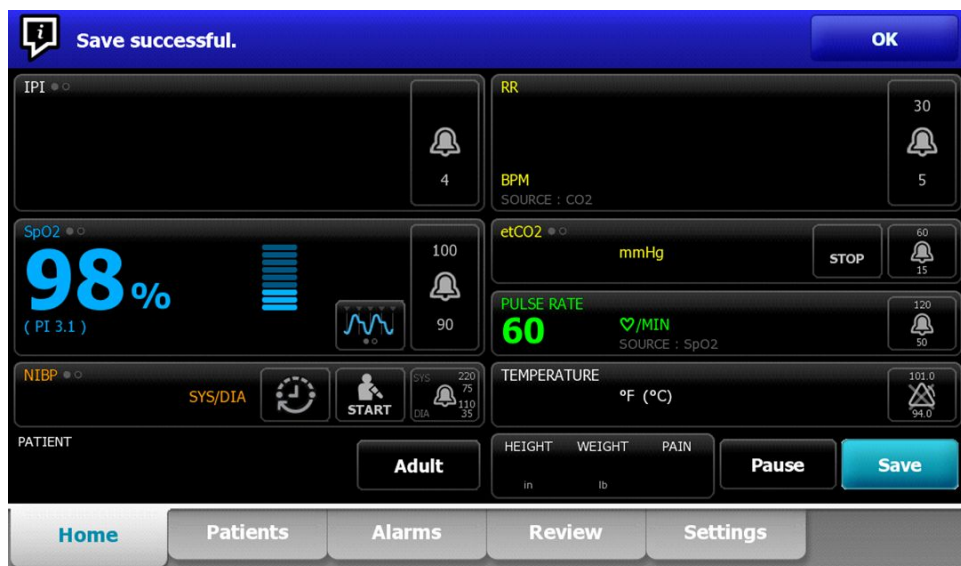 i
Save successful.
OK
IPI
4
RR
30
5
BPM
SOURCE : CO2
SpO2
98 %
( PI 3.1 )
100
90
etCO2
mmHg
STOP
60
15
PULSE RATE
60
/MIN
SOURCE : SpO2
120
50
NIBP
SYS/DIA
START
SYS 220
75
110
DIA 35
TEMPERATURE
°F (°C)
101.0
94.0
PATIENT
Adult
HEIGHT WEIGHT PAIN
in lb
Pause
Save
Home
Patients
Alarms
Review
Settings